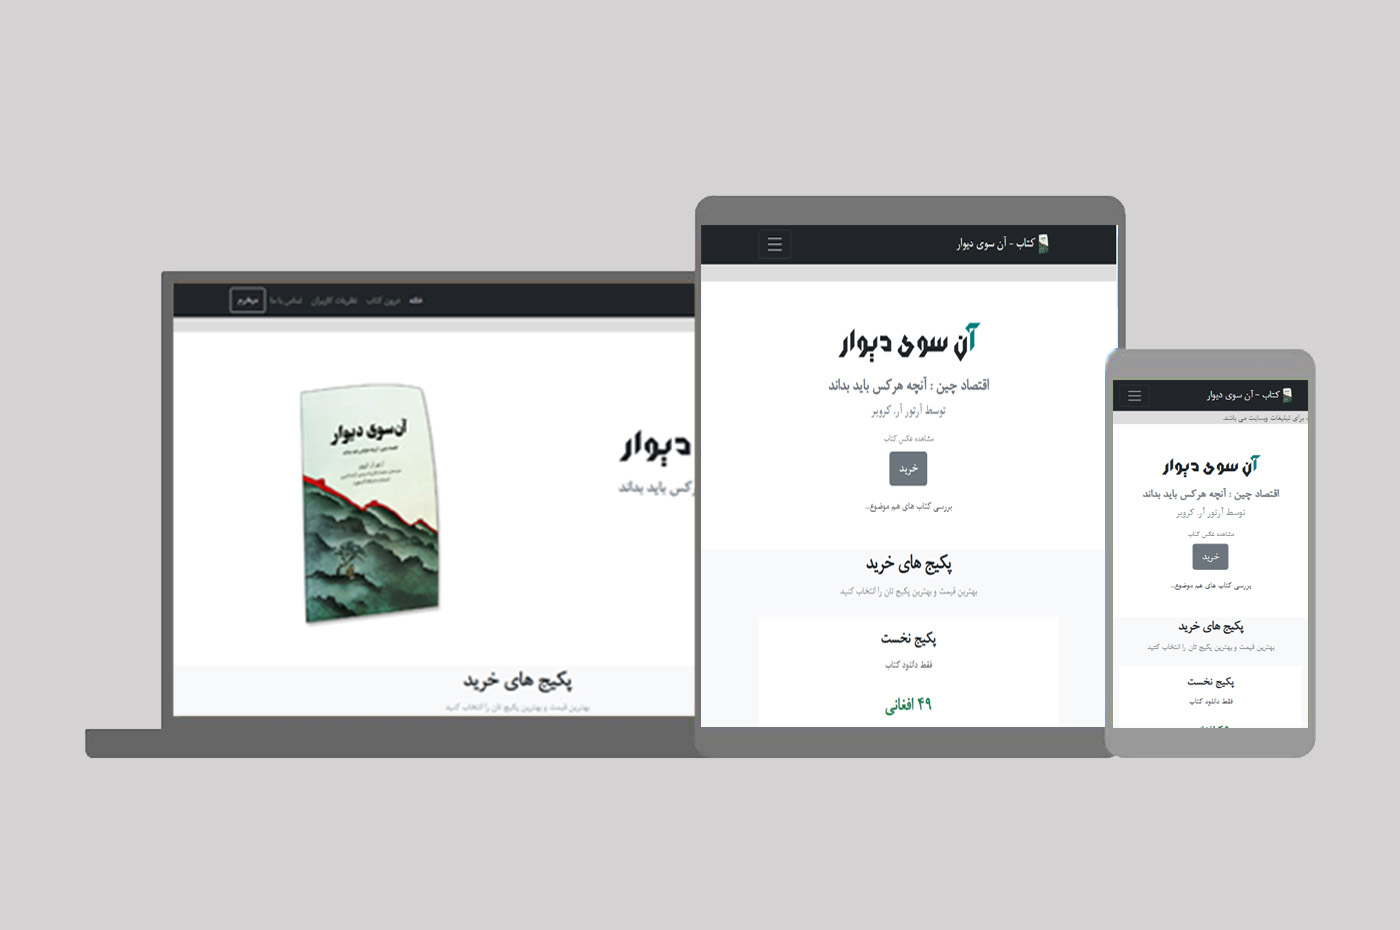 خانه درون کتاب نظریات کاربران تماس با ما میخرم
آن سوی دیوار
دیوار
هرکس باید بداند
پکیج های خرید
بهترین قیمت و بهترین پکیج تان را انتخاب کنید
کتاب - آن سوی دیوار
آن سوی دیوار
اقتصاد چین : آنچه هرکس باید بداند
توسط آرتور آر. کروبر
مشاهده عکس کتاب
خرید
بررسی کتاب های هم موضوع...
پکیج های خرید
بهترین قیمت و بهترین پکیج تان را انتخاب کنید
پکیج نخست
فقط دانلود کتاب
۴۹ افغانی
کتاب - آن سوی دیوار
برای تبلیغات وبسایت می باشد.
آن سوی دیوار
اقتصاد چین : آنچه هرکس باید بداند
توسط آرتور آر. کروبر
مشاهده عکس کتاب
خرید
بررسی کتاب های هم موضوع...
پکیج های خرید
بهترین قیمت و بهترین پکیج تان را انتخاب کنید
پکیج نخست
فقط دانلود کتاب